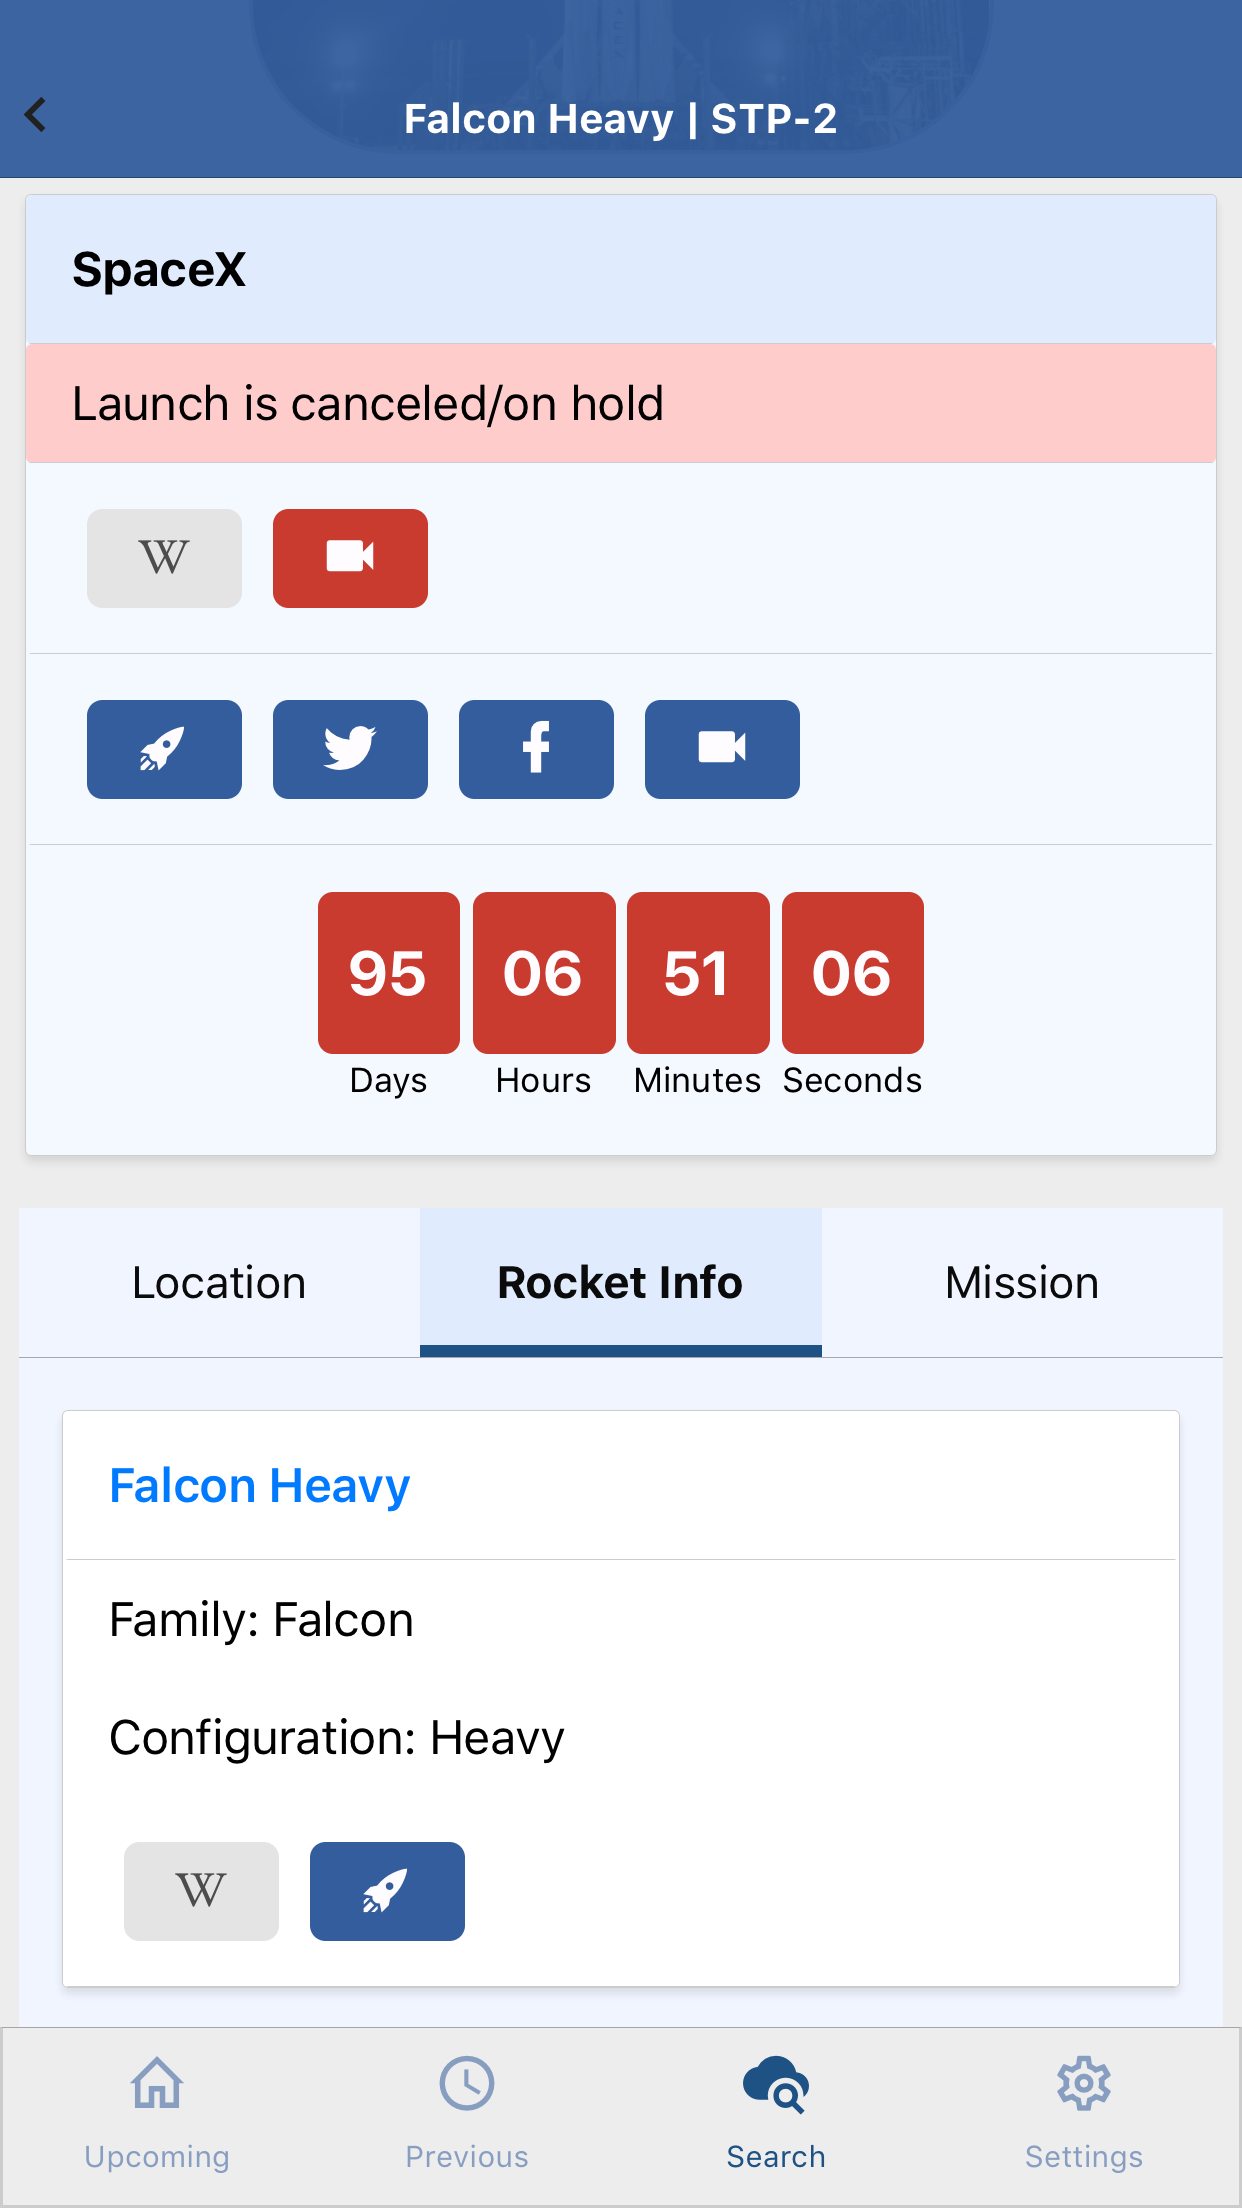 Falcon Heavy | STP-2
SpaceX
Launch is canceled/on hold
W
95 06 51 06
Days Hours Minutes Seconds
Location Rocket Info Mission
Falcon Heavy
Family: Falcon
Configuration: Heavy
W
Upcoming Previous Search Settings